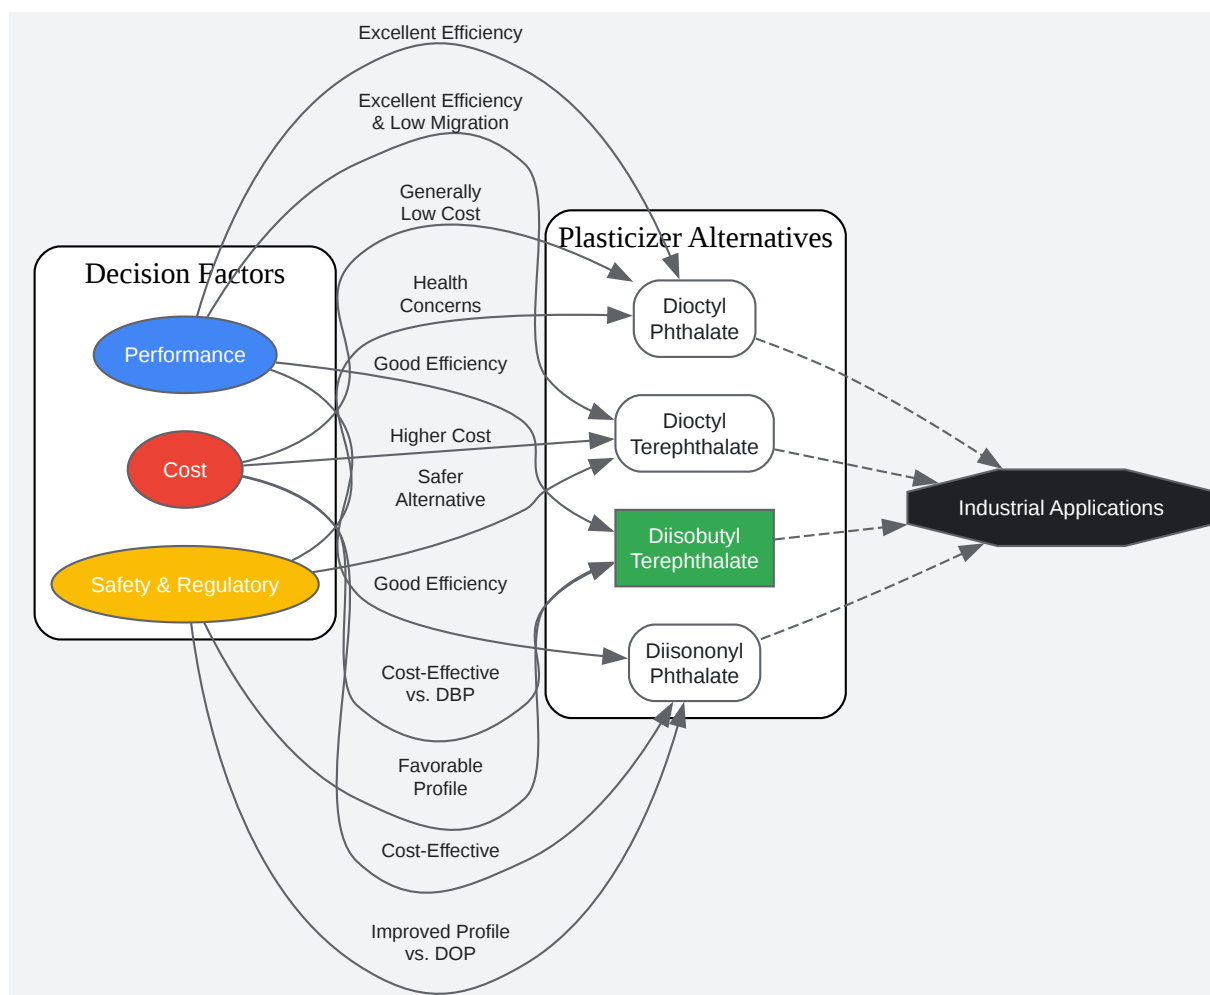 Excellent Efficiency
Excellent Efficiency
& Low Migration
Generally
Low Cost
Plasticizer Alternatives
Decision Factors
Health
Concerns
Dioctyl
Phthalate
Performance
Good Efficiency
Dioctyl
Terephthalate
Higher Cost
Cost
Safer
Alternative
Industrial Applications
Diisobutyl
Terephthalate
Safety & Regulatory
Good Efficiency
Diisononyl
Phthalate
Cost-Effective
vs. DBP
Favorable
Profile
Cost-Effective
Improved Profile
vs. DOP